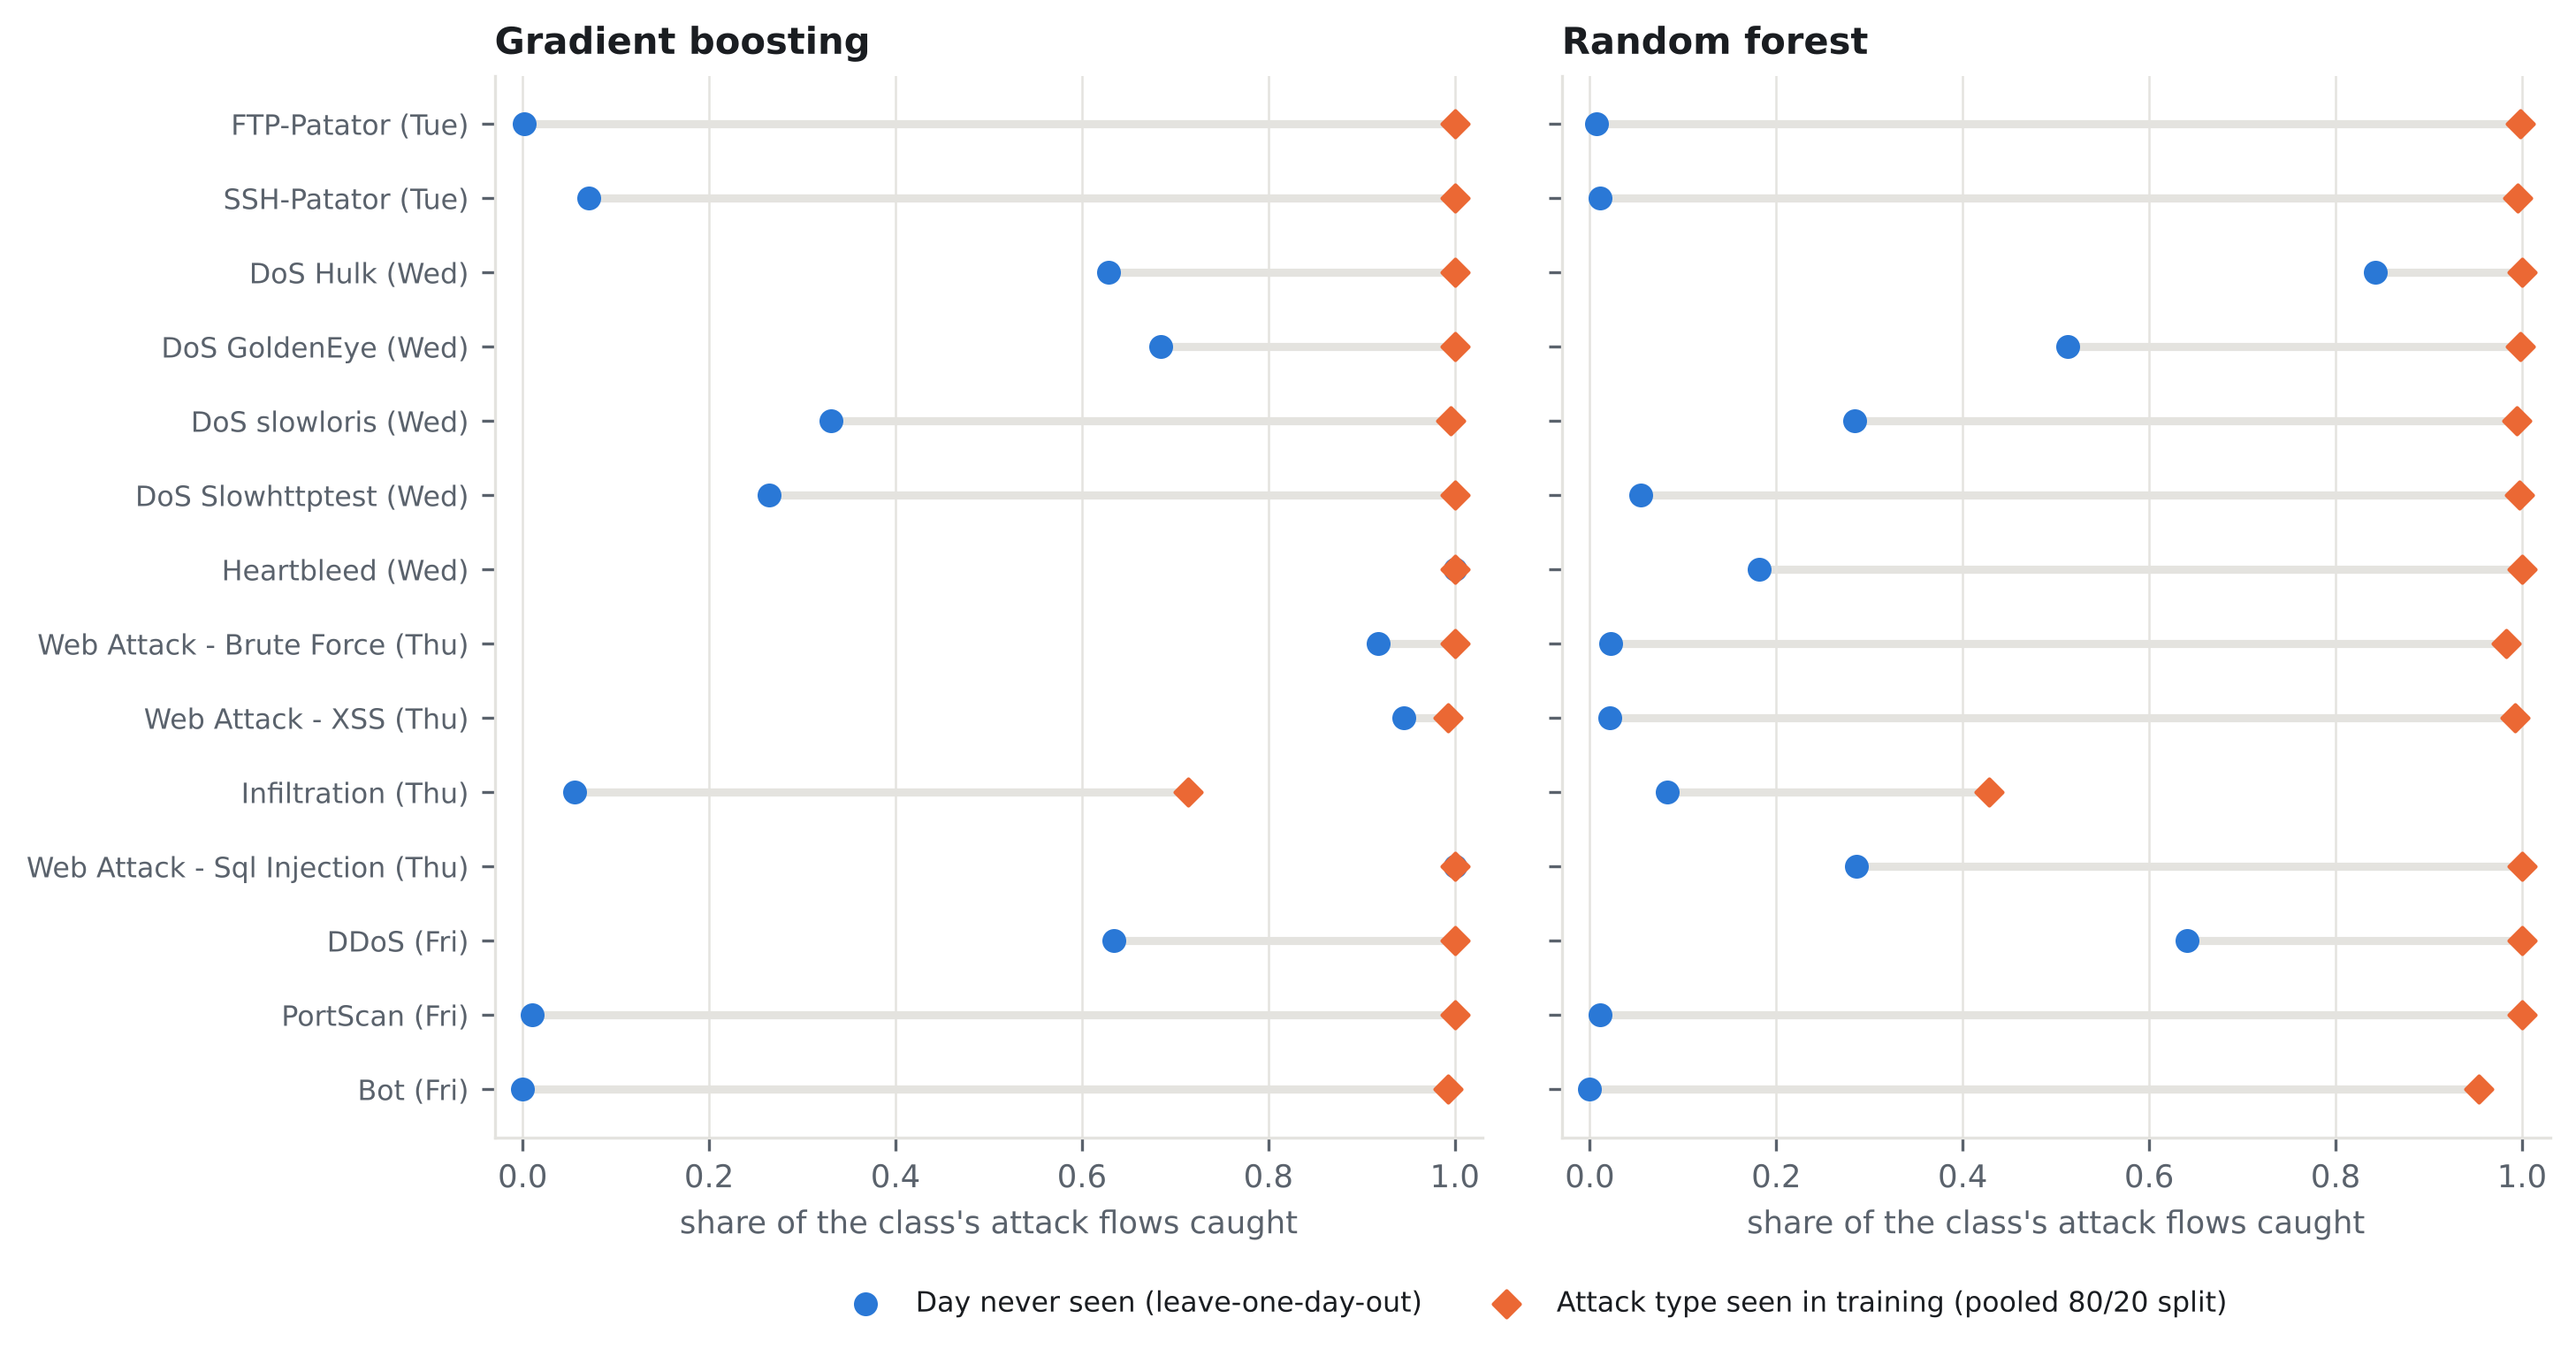 Gradient boosting
Random forest
FTP-Patator (Tue)
SSH-Patator (Tue)
DoS Hulk (Wed)
DoS GoldenEye (Wed)
DoS slowloris (Wed)
DoS Slowhttptest (Wed)
Heartbleed (Wed)
Web Attack - Brute Force (Thu)
Web Attack - XSS (Thu)
Infiltration (Thu)
Web Attack - Sql Injection (Thu)
DDoS (Fri)
PortScan (Fri)
Bot (Fri)
0.0 0.2 0.4 0.6 0.8 1.0
0.0 0.2 0.4 0.6 0.8 1.0
share of the class's attack flows caught
share of the class's attack flows caught
Day never seen (leave-one-day-out)
Attack type seen in training (pooled 80/20 split)